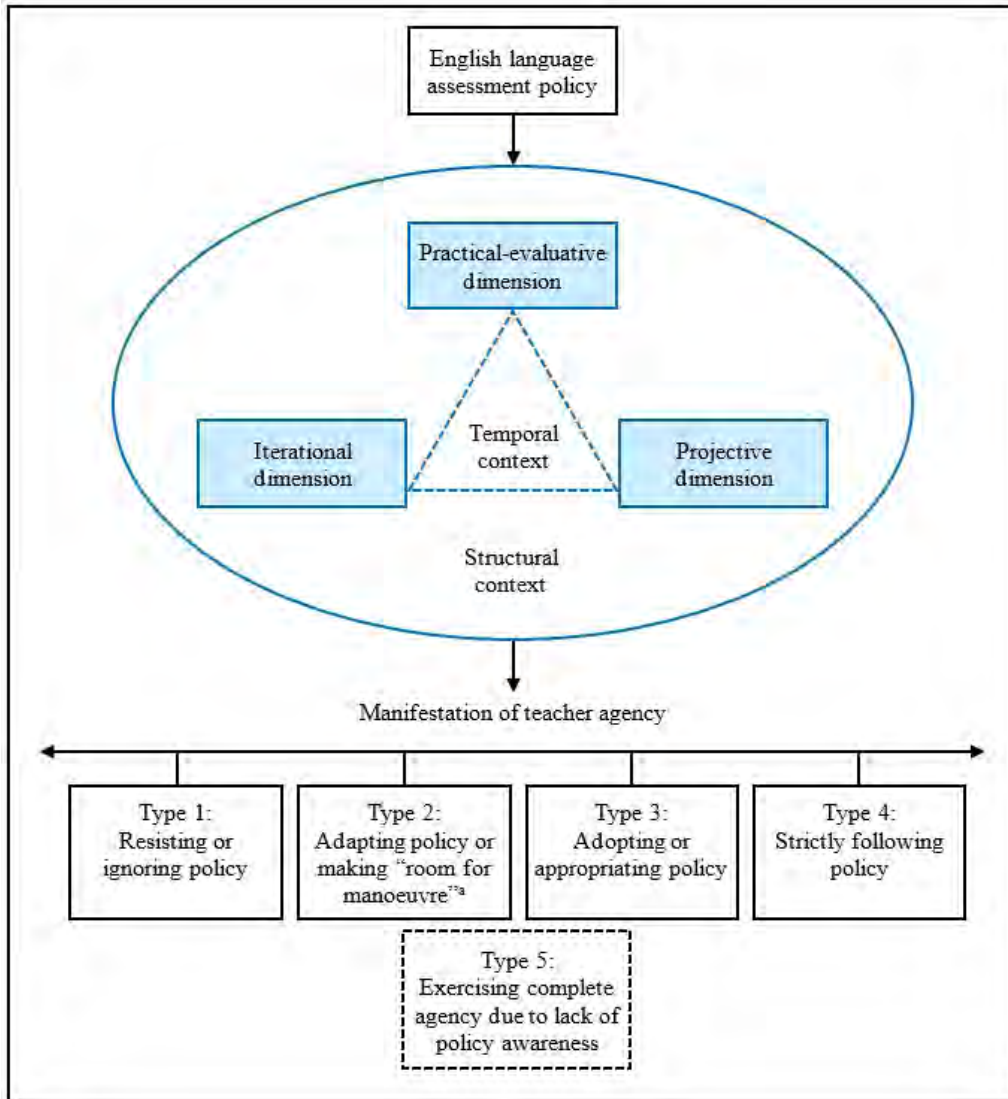 English language
assessment policy
Practical-evaluative
dimension
Iterational
dimension
Temporal
context
Projective
dimension
Structural
context
Manifestation of teacher agency
Type 1:
Resisting or
ignoring policy
Type 2:
Adapting policy or
making “room for
manoeuvre”ᵃ
Type 3:
Adopting or
appropriating policy
Type 4:
Strictly following
policy
Type 5:
Exercising complete
agency due to lack of
policy awareness